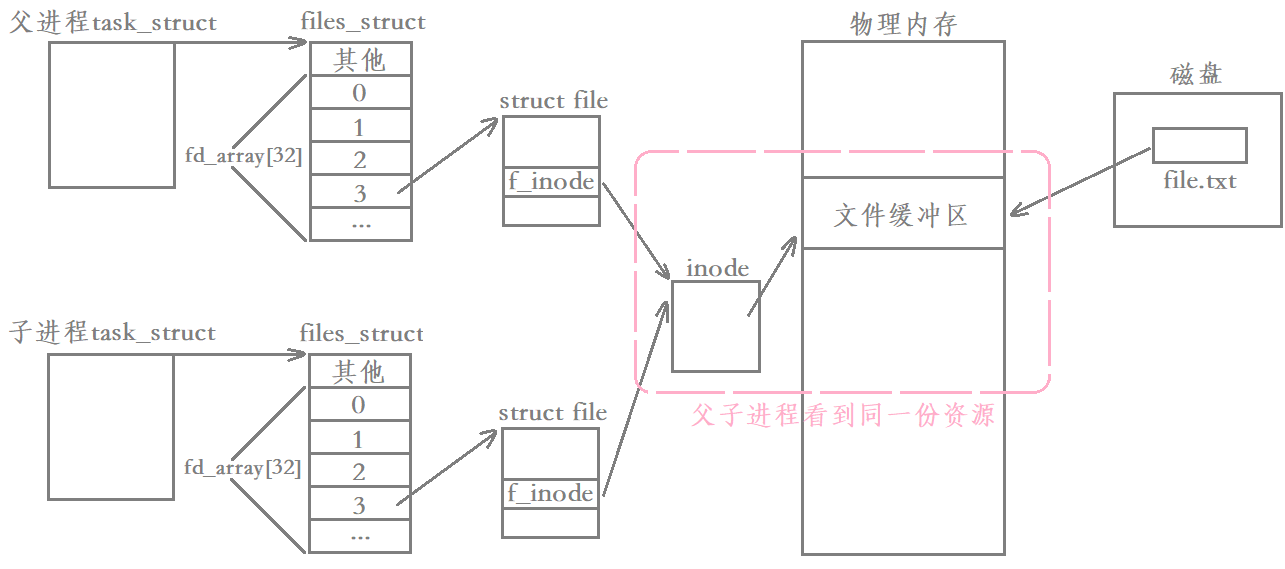 父进程task_struct
files_struct
其他
0
1
2
3
...
fd_array[32]
struct file
f_inode
物理内存
文件缓冲区
磁盘
file.txt
inode
父子进程看到同一份资源
子进程task_struct
files_struct
其他
0
1
2
3
...
fd_array[32]
struct file
f_inode